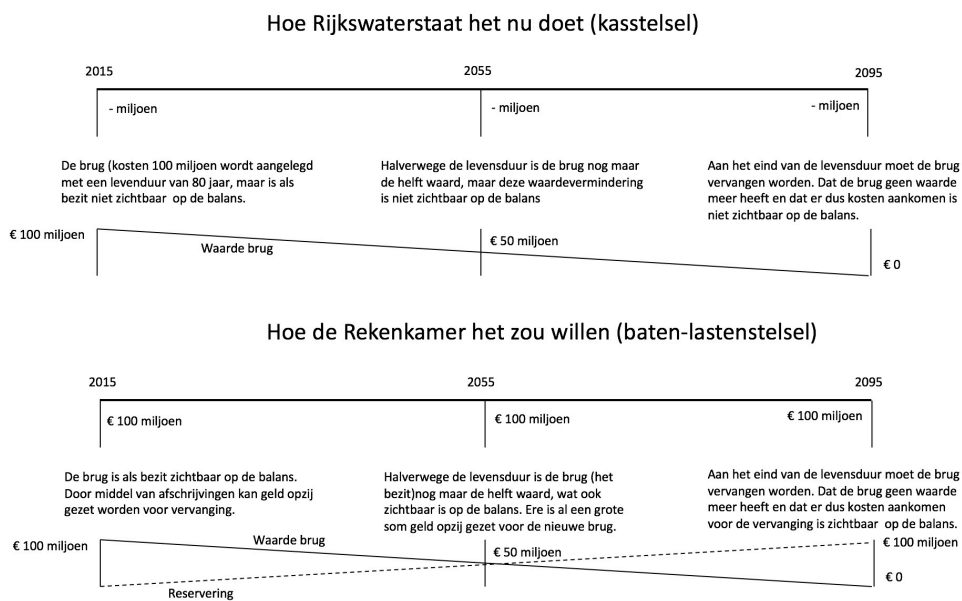 Hoe Rijkswaterstaat het nu doet (kasstelsel)
2015
2055
2095
- miljoen
- miljoen
- miljoen
De brug (kosten 100 miljoen wordt aangelegd
met een levenduur van 80 jaar, maar is als
bezit niet zichtbaar op de balans.
Halverwege de levensduur is de brug nog maar
de helft waard, maar deze waardevermindering
is niet zichtbaar op de balans
Aan het eind van de levensduur moet de brug
vervangen worden. Dat de brug geen waarde
meer heeft en dat er dus kosten aankomen is
niet zichtbaar op de balans.
€ 100 miljoen
Waarde brug
€ 50 miljoen
€ 0
Hoe de Rekenkamer het zou willen (baten-lastenstelsel)
2015
2055
2095
€ 100 miljoen
€ 100 miljoen
€ 100 miljoen
De brug is als bezit zichtbaar op de balans.
Door middel van afschrijvingen kan geld opzij
gezet worden voor vervanging.
Halverwege de levensduur is de brug (het
bezit)nog maar de helft waard, wat ook
zichtbaar is op de balans. Ere is al een grote
som geld opzij gezet voor de nieuwe brug.
Aan het eind van de levensduur moet de brug
vervangen worden. Dat de brug geen waarde
meer heeft en dat er dus kosten aankomen
voor de vervanging is zichtbaar op de balans.
€ 100 miljoen
Waarde brug
€ 50 miljoen
€ 100 miljoen
€ 0
Reservering